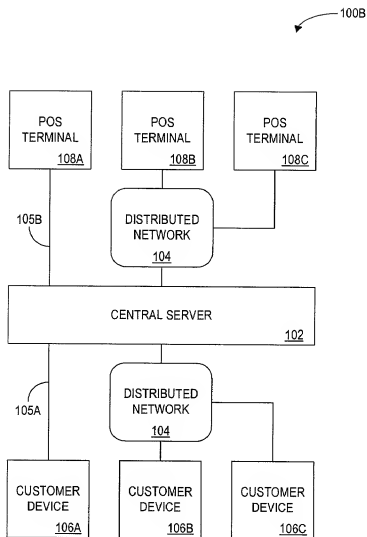 100B
POS
TERMINAL
108A
POS
TERMINAL
108B
POS
TERMINAL
108C
105B
DISTRIBUTED
NETWORK
104
CENTRAL SERVER
102
105A
DISTRIBUTED
NETWORK
104
CUSTOMER
DEVICE
106A
CUSTOMER
DEVICE
106B
CUSTOMER
DEVICE
106C